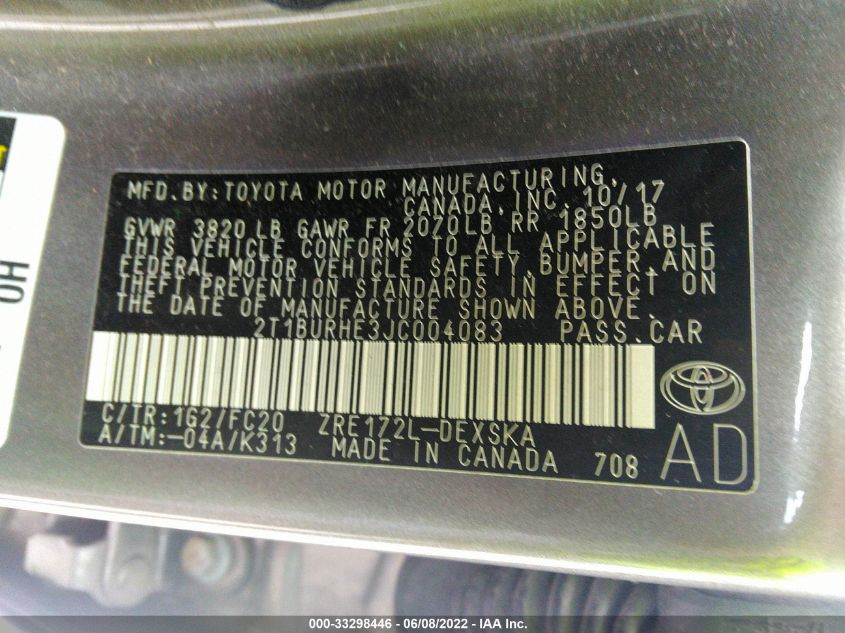 MFD. BY: TOYOTA MOTOR MANUFACTURING,
CANADA, INC. 10/17
GVWR 3820 LB GAWR FR 2070LB RR 1850LB
THIS VEHICLE CONFORMS TO ALL APPLICABLE
FEDERAL MOTOR VEHICLE SAFETY, BUMPER, AND
THEFT PREVENTION STANDARDS IN EFFECT ON
THE DATE OF MANUFACTURE SHOWN ABOVE.
2T1BURHE3JC004083 PASS. CAR
C/TR: 1G2/FC20 ZRE172L-DEXSKA
A/TM: -04A/K313 MADE IN CANADA 708
AD
HO
000-33298446 - 06/08/2022 - IAA Inc.